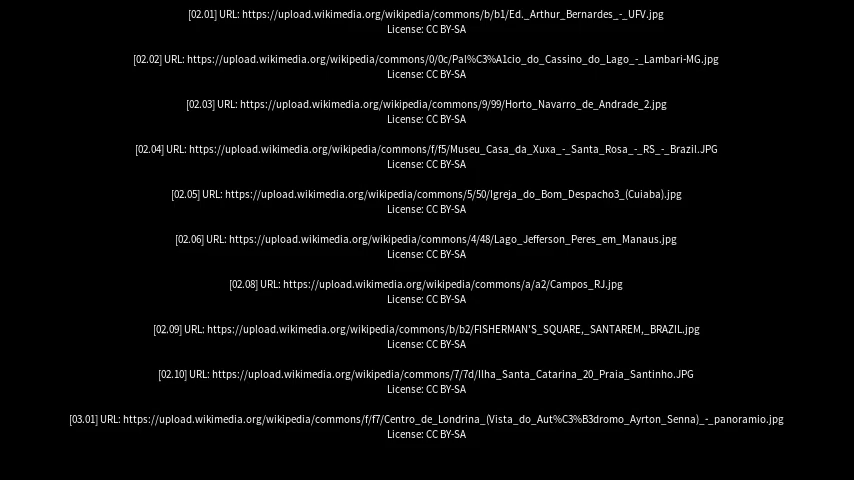 [02.01] URL: https://upload.wikimedia.org/wikipedia/commons/b/b1/Ed._Arthur_Bernardes_-_UFV.jpg
License: CC BY-SA
[02.02] URL: https://upload.wikimedia.org/wikipedia/commons/0/0c/Pal%C3%A1cio_do_Cassino_do_Lago_-_Lambari-MG.jpg
License: CC BY-SA
[02.03] URL: https://upload.wikimedia.org/wikipedia/commons/9/99/Horto_Navarro_de_Andrade_2.jpg
License: CC BY-SA
[02.04] URL: https://upload.wikimedia.org/wikipedia/commons/f/f5/Museu_Casa_da_Xuxa_-_Santa_Rosa_-_RS_-_Brazil.JPG
License: CC BY-SA
[02.05] URL: https://upload.wikimedia.org/wikipedia/commons/5/50/Igreja_do_Bom_Despacho3_(Cuiaba).jpg
License: CC BY-SA
[02.06] URL: https://upload.wikimedia.org/wikipedia/commons/4/48/Lago_Jefferson_Peres_em_Manaus.jpg
License: CC BY-SA
[02.08] URL: https://upload.wikimedia.org/wikipedia/commons/a/a2/Campos_RJ.jpg
License: CC BY-SA
[02.09] URL: https://upload.wikimedia.org/wikipedia/commons/b/b2/FISHERMAN'S_SQUARE,_SANTAREM,_BRAZIL.jpg
License: CC BY-SA
[02.10] URL: https://upload.wikimedia.org/wikipedia/commons/7/7d/Ilha_Santa_Catarina_20_Praia_Santinho.JPG
License: CC BY-SA
[03.01] URL: https://upload.wikimedia.org/wikipedia/commons/f/f7/Centro_de_Londrina_(Vista_do_Aut%C3%B3dromo_Ayrton_Senna)_-_panoramio.jpg
License: CC BY-SA